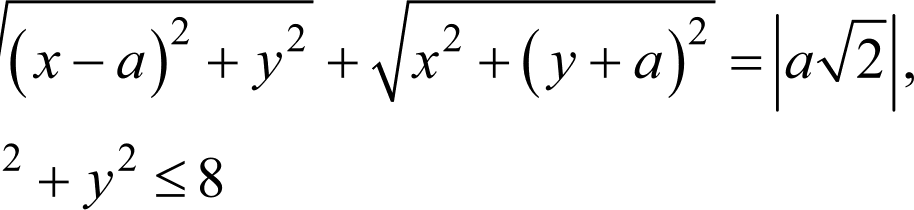 √((x − a)² + y²) + √(x² + (y + a)²) = |a√2|,
² + y² ≤ 8